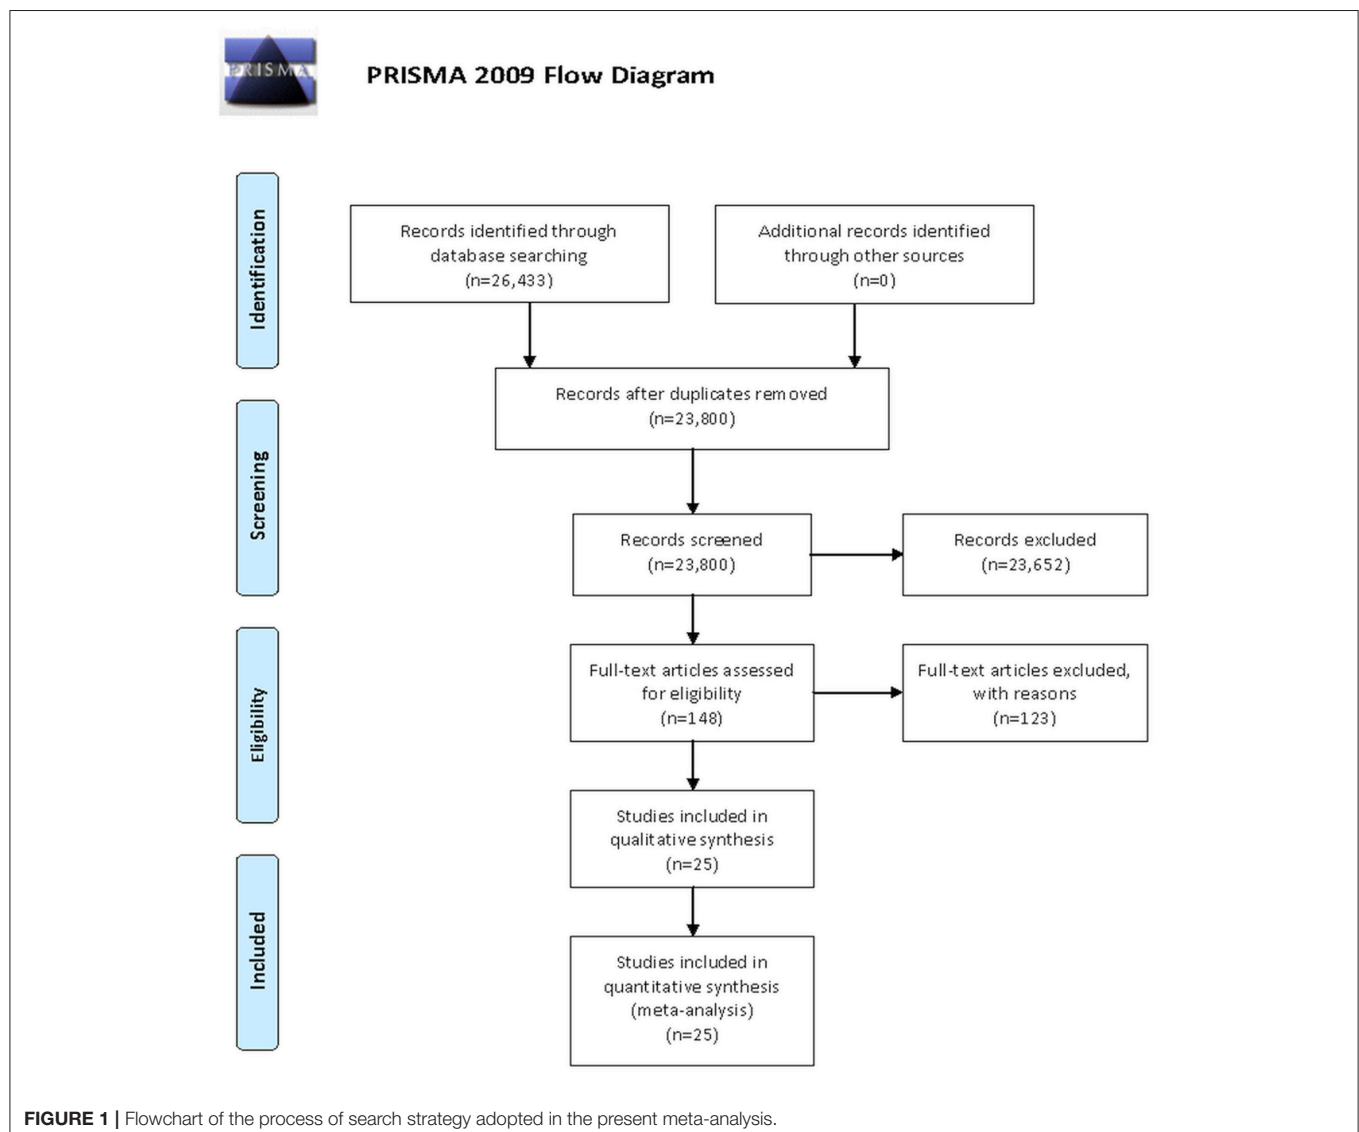 PRISMA
PRISMA 2009 Flow Diagram
Identification
Records identified through
database searching
(n=26,433)
Additional records identified
through other sources
(n=0)
Records after duplicates removed
(n=23,800)
Screening
Records screened
(n=23,800)
Records excluded
(n=23,652)
Eligibility
Full-text articles assessed
for eligibility
(n=148)
Full-text articles excluded,
with reasons
(n=123)
Studies included in
qualitative synthesis
(n=25)
Included
Studies included in
quantitative synthesis
(meta-analysis)
(n=25)
FIGURE 1 | Flowchart of the process of search strategy adopted in the present meta-analysis.